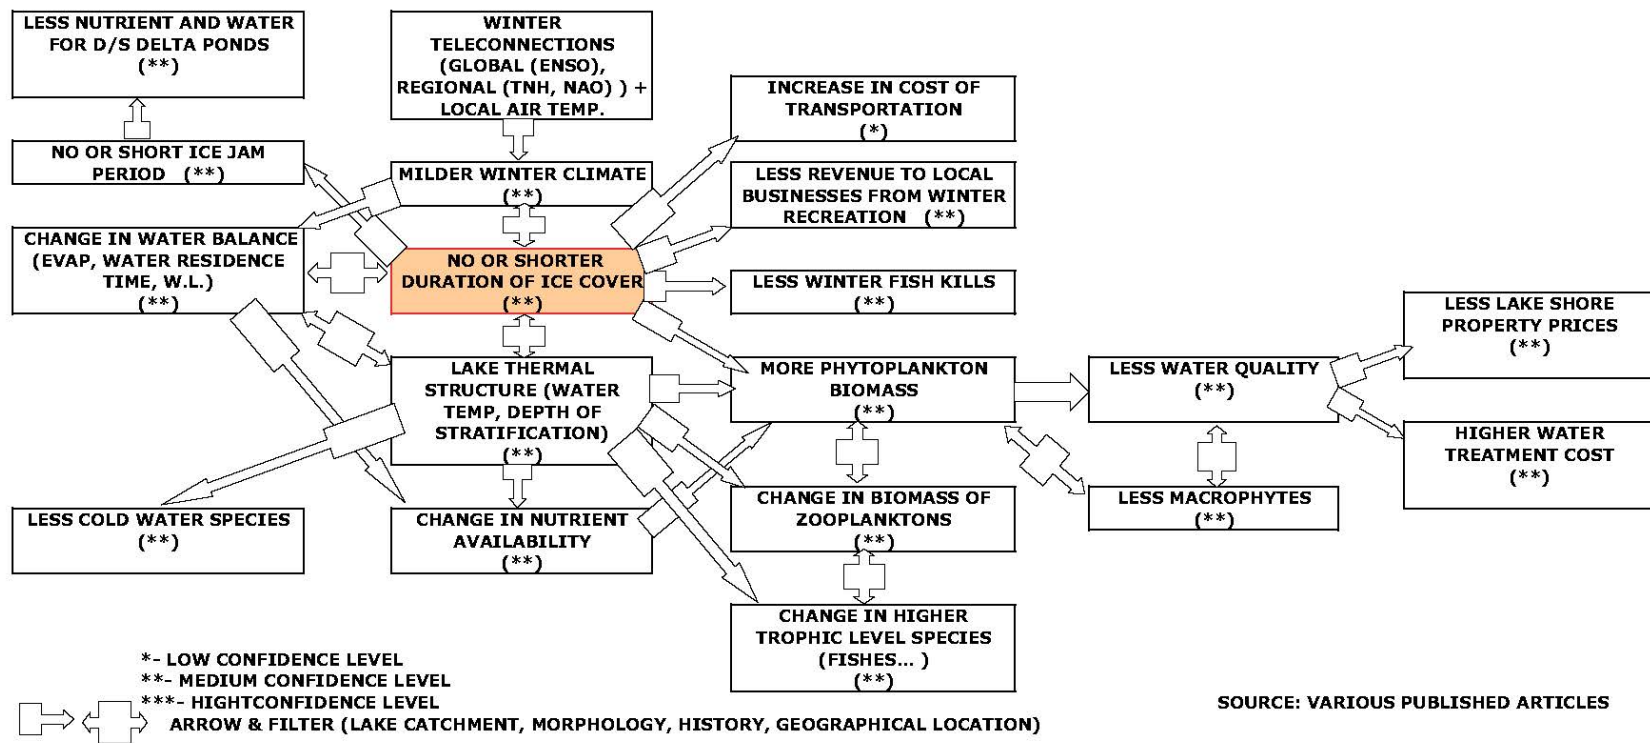 LESS NUTRIENT AND WATER
FOR D/S DELTA PONDS
(**)
WINTER
TELECONNECTIONS
(GLOBAL (ENSO),
REGIONAL (TNH, NAO) ) +
LOCAL AIR TEMP.
INCREASE IN COST OF
TRANSPORTATION
(*)
NO OR SHORT ICE JAM
PERIOD (**)
MILDER WINTER CLIMATE
(**)
LESS REVENUE TO LOCAL
BUSINESSES FROM WINTER
RECREATION (**)
CHANGE IN WATER BALANCE
(EVAP, WATER RESIDENCE
TIME, W.L.)
(**)
NO OR SHORTER
DURATION OF ICE COVER
(**)
LESS WINTER FISH KILLS
(**)
LESS LAKE SHORE
PROPERTY PRICES
(**)
LAKE THERMAL
STRUCTURE (WATER
TEMP, DEPTH OF
STRATIFICATION)
(**)
MORE PHYTOPLANKTON
BIOMASS
(**)
LESS WATER QUALITY
(**)
HIGHER WATER
TREATMENT COST
(**)
LESS COLD WATER SPECIES
(**)
CHANGE IN NUTRIENT
AVAILABILITY
(**)
CHANGE IN BIOMASS OF
ZOOPLANKTONS
(**)
LESS MACROPHYTES
(**)
CHANGE IN HIGHER
TROPHIC LEVEL SPECIES
(FISHES... )
(**)
*- LOW CONFIDENCE LEVEL
**- MEDIUM CONFIDENCE LEVEL
***- HIGHTCONFIDENCE LEVEL
ARROW & FILTER (LAKE CATCHMENT, MORPHOLOGY, HISTORY, GEOGRAPHICAL LOCATION)
SOURCE: VARIOUS PUBLISHED ARTICLES